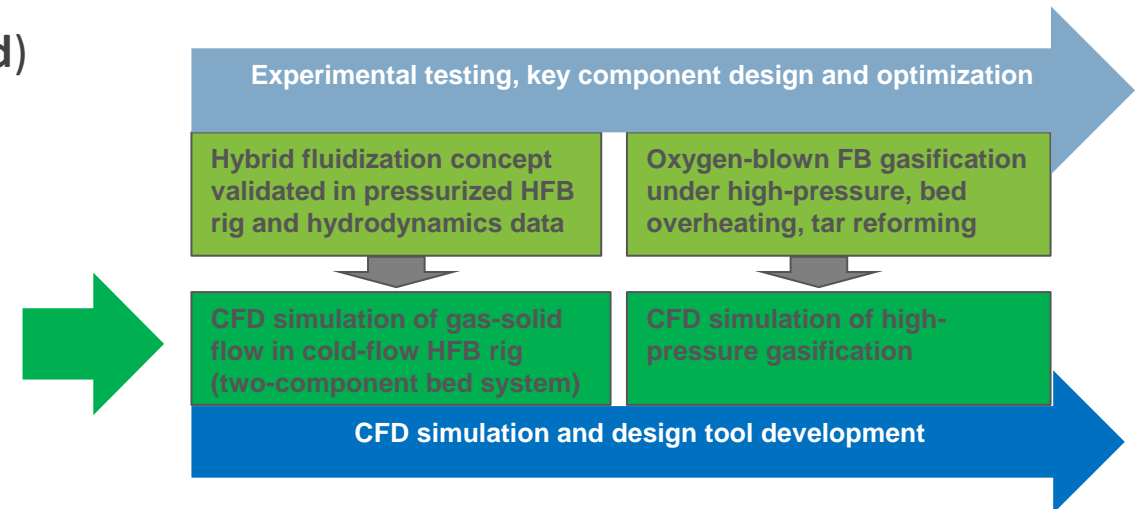 d)
Experimental testing, key component design and optimization
Hybrid fluidization concept
validated in pressurized HFB
rig and hydrodynamics data
Oxygen-blown FB gasification
under high-pressure, bed
overheating, tar reforming
CFD simulation of gas-solid
flow in cold-flow HFB rig
(two-component bed system)
CFD simulation of high-
pressure gasification
CFD simulation and design tool development